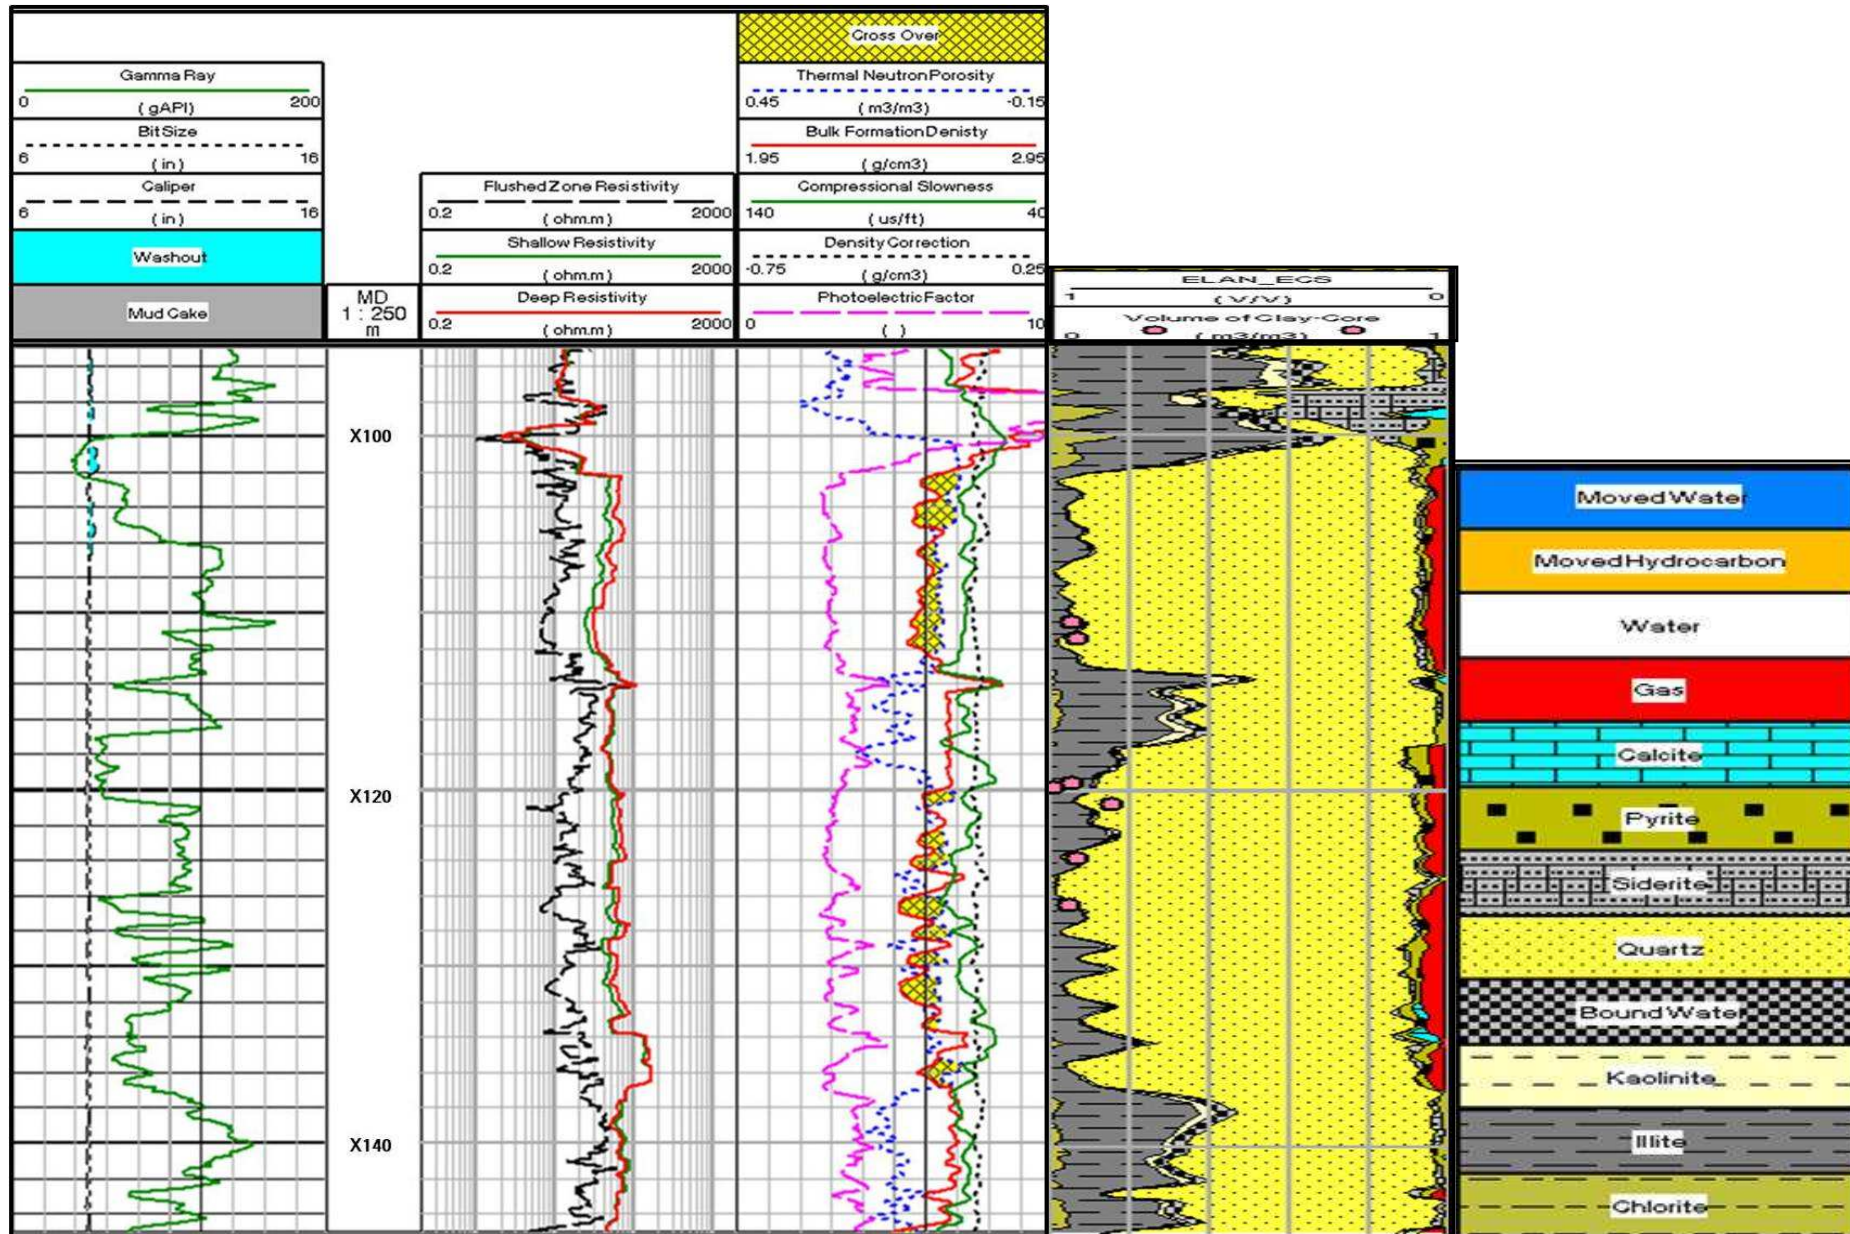 Cross Over
Gamma Ray
0 200
(gAPI)
Bit Size
6 16
(in)
Caliper
6 16
(in)
Washout
Mud Cake
MD
1 : 250
m
Flushed Zone Resistivity
0.2 2000
(ohm.m)
Shallow Resistivity
0.2 2000
(ohm.m)
Deep Resistivity
0.2 2000
(ohm.m)
Thermal Neutron Porosity
0.45 -0.15
(m3/m3)
Bulk Formation Denisty
1.95 2.95
(g/cm3)
Compressional Slowness
140 40
(us/ft)
Density Correction
-0.75 0.25
(g/cm3)
Photoelectric Factor
0 10
( )
ELAN_ECS
1 0
(V/V)
Volume of Clay-Core
0 1
(m3/m3)
X100
X120
X140
Moved Water
Moved Hydrocarbon
Water
Gas
Calcite
Pyrite
Siderite
Quartz
Bound Water
Kaolinite
Illite
Chlorite